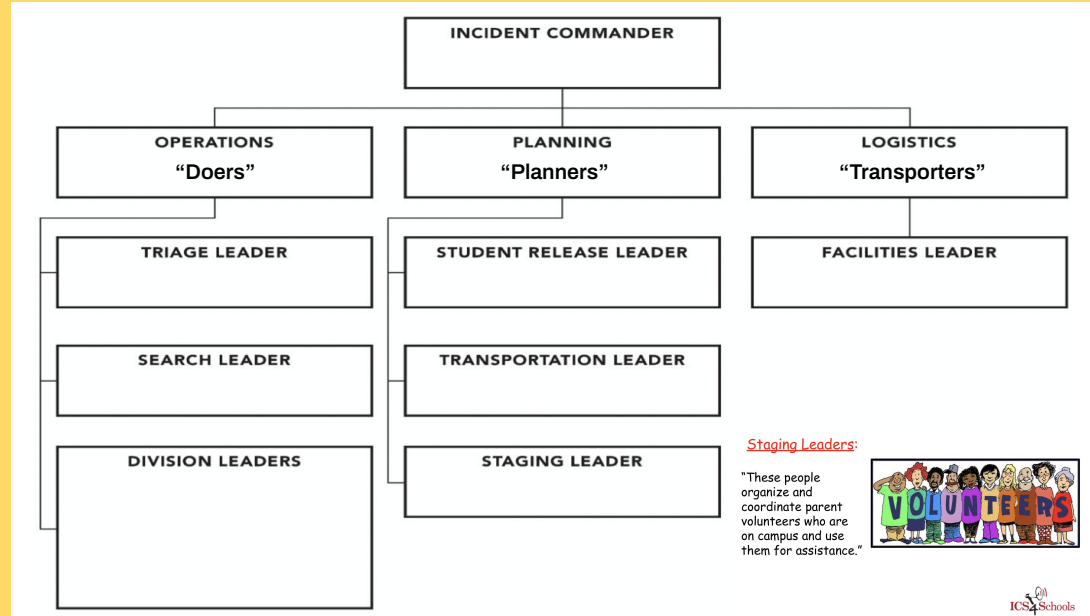 INCIDENT COMMANDER
OPERATIONS
“Doers”
PLANNING
“Planners”
LOGISTICS
“Transporters”
TRIAGE LEADER
STUDENT RELEASE LEADER
FACILITIES LEADER
SEARCH LEADER
TRANSPORTATION LEADER
DIVISION LEADERS
STAGING LEADER
Staging Leaders:
“These people
organize and
coordinate parent
volunteers who are
on campus and use
them for assistance.”
VOLUNTEERS
ICS4Schools